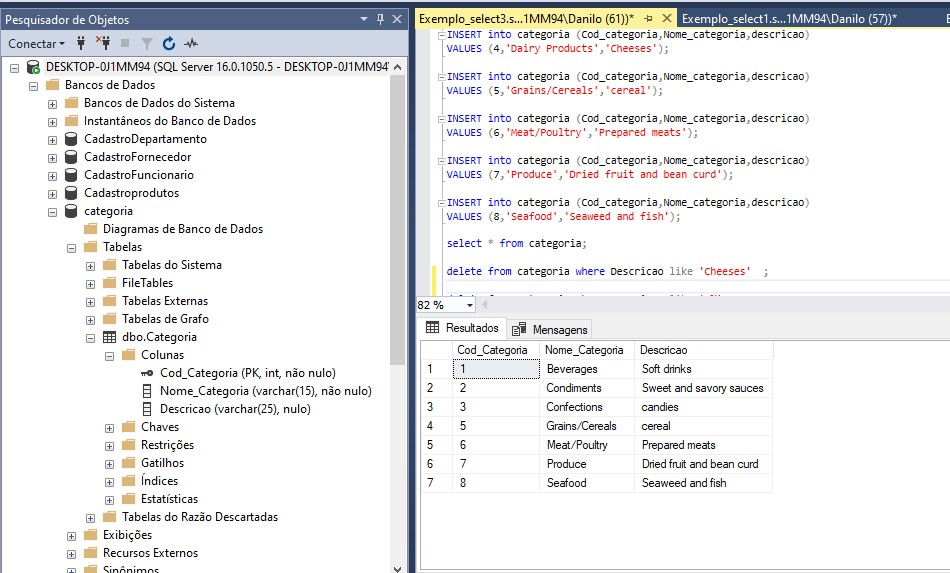 Pesquisador de Objetos
Conectar
DESKTOP-0J1MM94 (SQL Server 16.0.1050.5 - DESKTOP-0J1MM94\
Bancos de Dados
Bancos de Dados do Sistema
Instantâneos do Banco de Dados
CadastroDepartamento
CadastroFornecedor
CadastroFuncionario
Cadastroprodutos
categoria
Diagramas de Banco de Dados
Tabelas
Tabelas do Sistema
FileTables
Tabelas Externas
Tabelas de Grafo
dbo.Categoria
Colunas
Cod_Categoria (PK, int, não nulo)
Nome_Categoria (varchar(15), não nulo)
Descricao (varchar(25), nulo)
Chaves
Restrições
Gatilhos
Índices
Estatísticas
Tabelas do Razão Descartadas
Exibições
Recursos Externos
Sinônimos
Exemplo_select3.s...1MM94\Danilo (61))*
Exemplo_select1.s...1MM94\Danilo (57))*
INSERT into categoria (Cod_categoria,Nome_categoria,descricao)
VALUES (4,'Dairy Products','Cheeses');
INSERT into categoria (Cod_categoria,Nome_categoria,descricao)
VALUES (5,'Grains/Cereals','cereal');
INSERT into categoria (Cod_categoria,Nome_categoria,descricao)
VALUES (6,'Meat/Poultry','Prepared meats');
INSERT into categoria (Cod_categoria,Nome_categoria,descricao)
VALUES (7,'Produce','Dried fruit and bean curd');
INSERT into categoria (Cod_categoria,Nome_categoria,descricao)
VALUES (8,'Seafood','Seaweed and fish');
select * from categoria;
delete from categoria where Descricao like 'Cheeses' ;
82 %
Resultados Mensagens
Cod_Categoria Nome_Categoria Descricao
1 1 Beverages Soft drinks
2 2 Condiments Sweet and savory sauces
3 3 Confections candies
4 5 Grains/Cereals cereal
5 6 Meat/Poultry Prepared meats
6 7 Produce Dried fruit and bean curd
7 8 Seafood Seaweed and fish